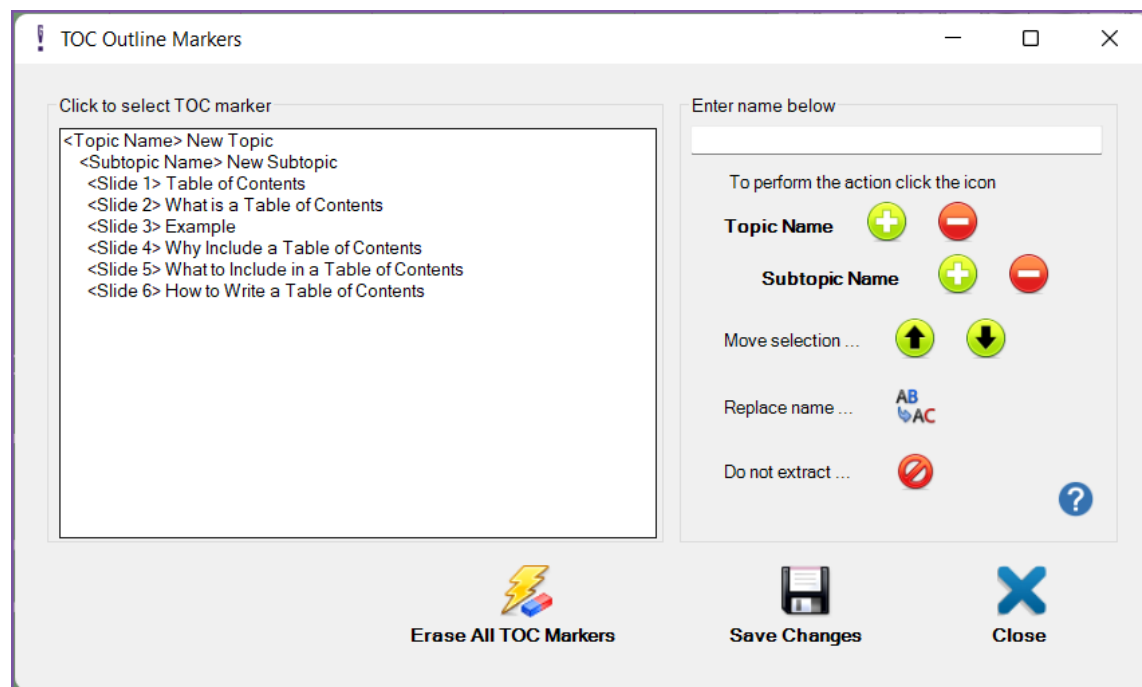 TOC Outline Markers
Click to select TOC marker
<Topic Name> New Topic
<Subtopic Name> New Subtopic
<Slide 1> Table of Contents
<Slide 2> What is a Table of Contents
<Slide 3> Example
<Slide 4> Why Include a Table of Contents
<Slide 5> What to Include in a Table of Contents
<Slide 6> How to Write a Table of Contents
Enter name below
To perform the action click the icon
Topic Name
Subtopic Name
Move selection ...
Replace name ...
AB
AC
Do not extract ...
?
Erase All TOC Markers
Save Changes
Close